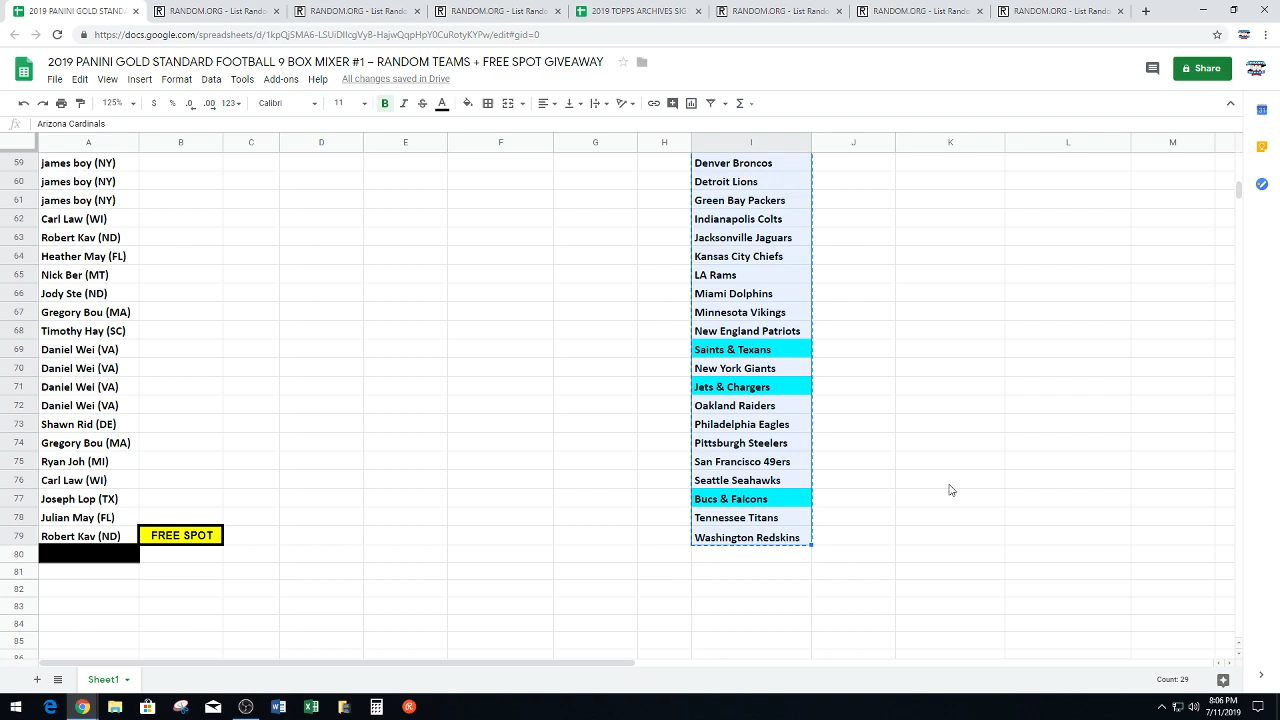 2019 PANINI GOLD STANDARD
RANDOM.ORG - List Rando
RANDOM.ORG - List Rando
RANDOM.ORG - List Rando
2019 TOPPS ARCHIVES SIG
RANDOM.ORG - List Rando
RANDOM.ORG - List Rando
RANDOM.ORG - List Rando
https://docs.google.com/spreadsheets/d/1kpQjSMA6-LSUiDIlcgVyB-HajwQqpHpY0CuRotyKYPw/edit#gid=0
2019 PANINI GOLD STANDARD FOOTBALL 9 BOX MIXER #1 – RANDOM TEAMS + FREE SPOT GIVEAWAY
File Edit View Insert Format Data Tools Add-ons Help All changes saved in Drive
Share
125% $ % .0 .00 123 Calibri 11 B I S A
fx Arizona Cardinals
A B C D E F G H I J K L M
59 james boy (NY) Denver Broncos
60 james boy (NY) Detroit Lions
61 james boy (NY) Green Bay Packers
62 Carl Law (WI) Indianapolis Colts
63 Robert Kav (ND) Jacksonville Jaguars
64 Heather May (FL) Kansas City Chiefs
65 Nick Ber (MT) LA Rams
66 Jody Ste (ND) Miami Dolphins
67 Gregory Bou (MA) Minnesota Vikings
68 Timothy Hay (SC) New England Patriots
69 Daniel Wei (VA) Saints & Texans
70 Daniel Wei (VA) New York Giants
71 Daniel Wei (VA) Jets & Chargers
72 Daniel Wei (VA) Oakland Raiders
73 Shawn Rid (DE) Philadelphia Eagles
74 Gregory Bou (MA) Pittsburgh Steelers
75 Ryan Joh (MI) San Francisco 49ers
76 Carl Law (WI) Seattle Seahawks
77 Joseph Lop (TX) Bucs & Falcons
78 Julian May (FL) Tennessee Titans
79 Robert Kav (ND) FREE SPOT Washington Redskins
80
81
82
83
84
85
86
Sheet1
Count: 29
8:06 PM
7/11/2019